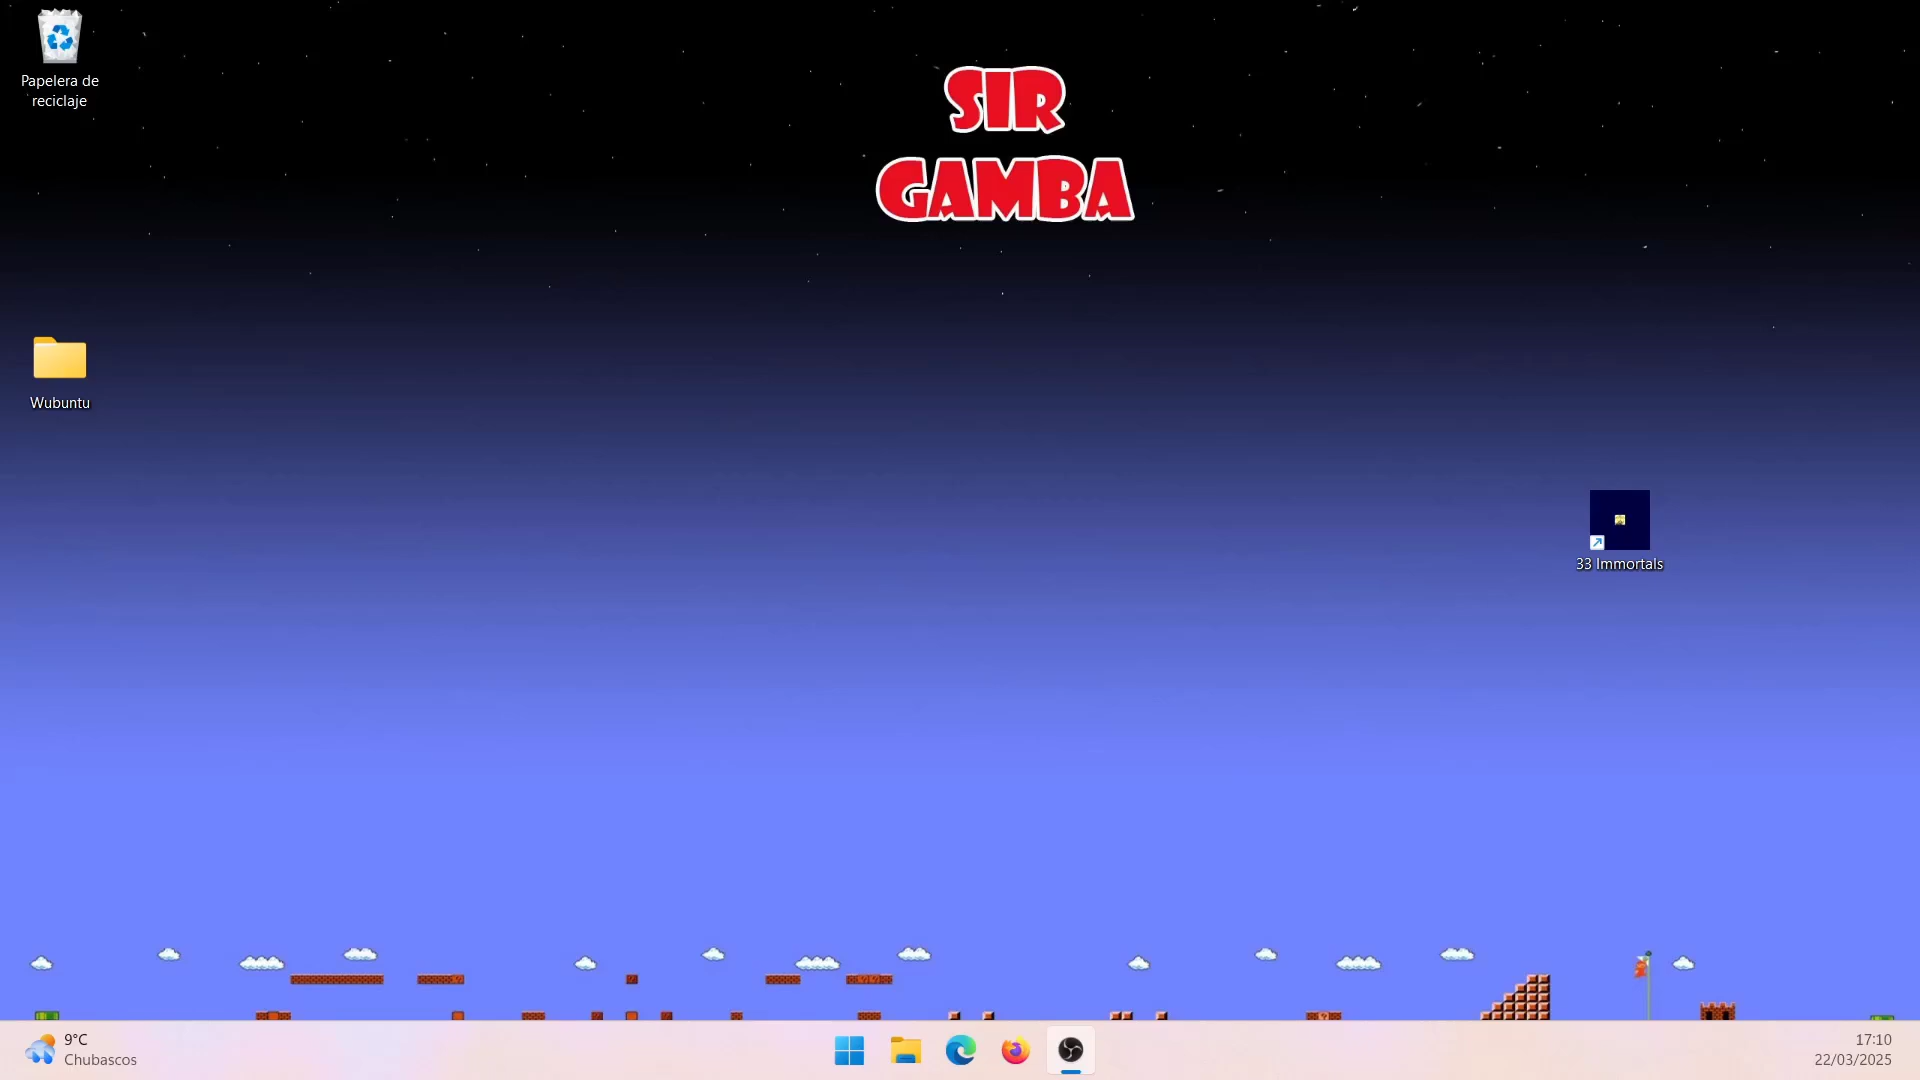 Papelera de
reciclaje
SIR
GAMBA
Wubuntu
33 Immortals
9°C
Chubascos
17:10
22/03/2025